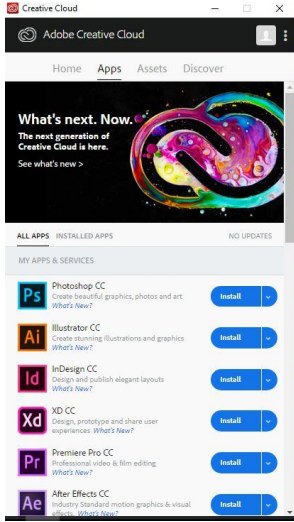 Creative Cloud
Adobe Creative Cloud
Home Apps Assets Discover
What's next. Now.
The next generation of
Creative Cloud is here.
See what's new >
ALL APPS INSTALLED APPS NO UPDATES
MY APPS & SERVICES
Ps Photoshop CC
Create beautiful graphics, photos and art
What's New?
Install
Ai Illustrator CC
Create stunning illustrations and graphics
What's New?
Install
Id InDesign CC
Design and publish elegant layouts
What's New?
Install
Xd XD CC
Design, prototype and share user
experiences What's New?
Install
Pr Premiere Pro CC
Professional video & film editing
What's New?
Install
Ae After Effects CC
Industry Standard motion graphics & visual
effects. What's New?
Install